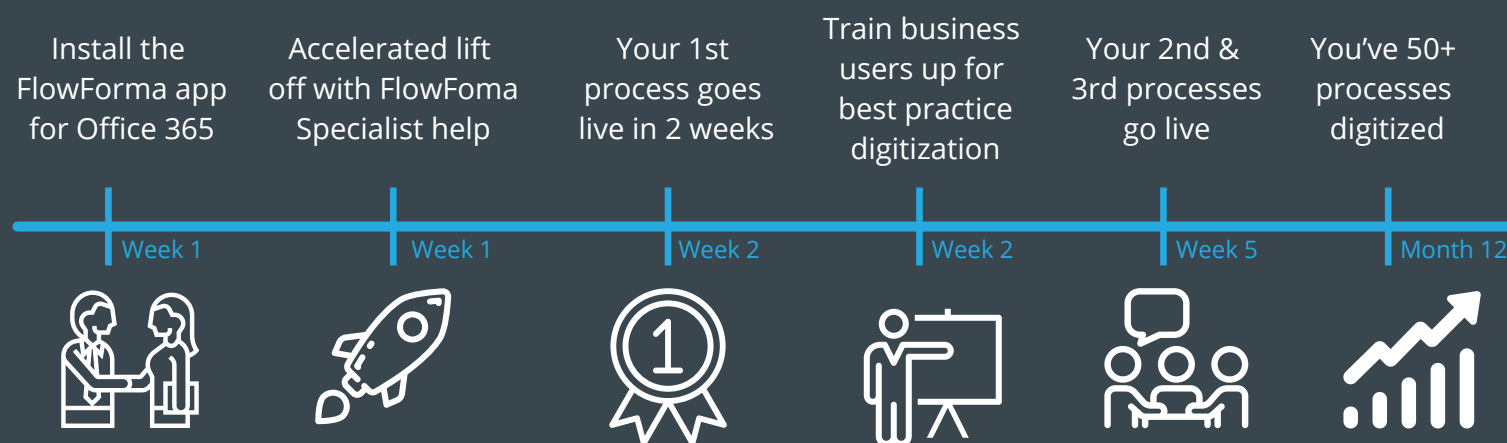 Install the
FlowForma app
for Office 365
Accelerated lift
off with FlowFoma
Specialist help
Your 1st
process goes
live in 2 weeks
Train business
users up for
best practice
digitization
Your 2nd &
3rd processes
go live
You’ve 50+
processes
digitized
Week 1
Week 1
Week 2
Week 2
Week 5
Month 12
1